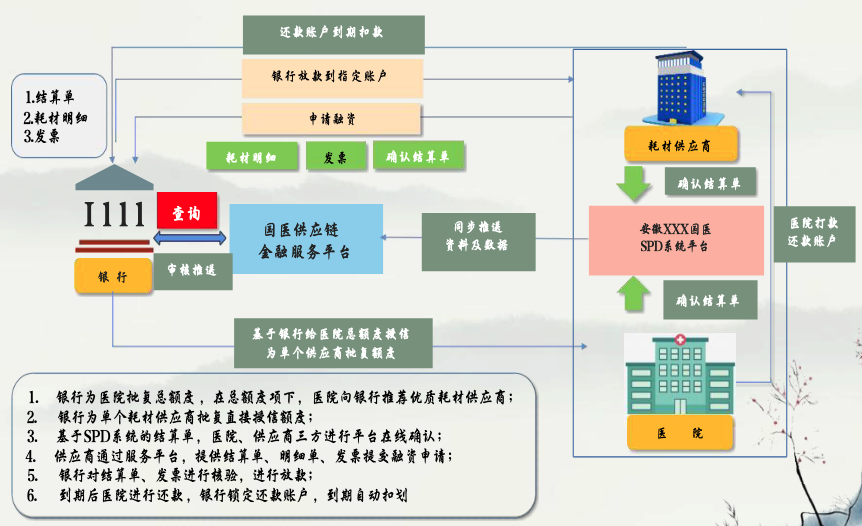 还款账户到期扣款
银行放款到指定账户
申请融资
1.结算单
2.耗材明细
3.发票
耗材明细
发票
确认结算单
耗材供应商
确认结算单
查询
国医供应链
金融服务平台
同步推送
资料及数据
安徽XXX国医
SPD系统平台
医院打款
还款账户
银行
审核推送
确认结算单
基于银行给医院总额度授信
为单个供应商批复额度
医院
1. 银行为医院批复总额度，在总额度项下，医院向银行推荐优质耗材供应商；
2. 银行为单个耗材供应商批复直接授信额度；
3. 基于SPD系统的结算单，医院、供应商三方进行平台在线确认；
4. 供应商通过服务平台，提供结算单、明细单、发票提交融资申请；
5. 银行对结算单、发票进行核验，进行放款；
6. 到期后医院进行还款，银行锁定还款账户，到期自动扣划